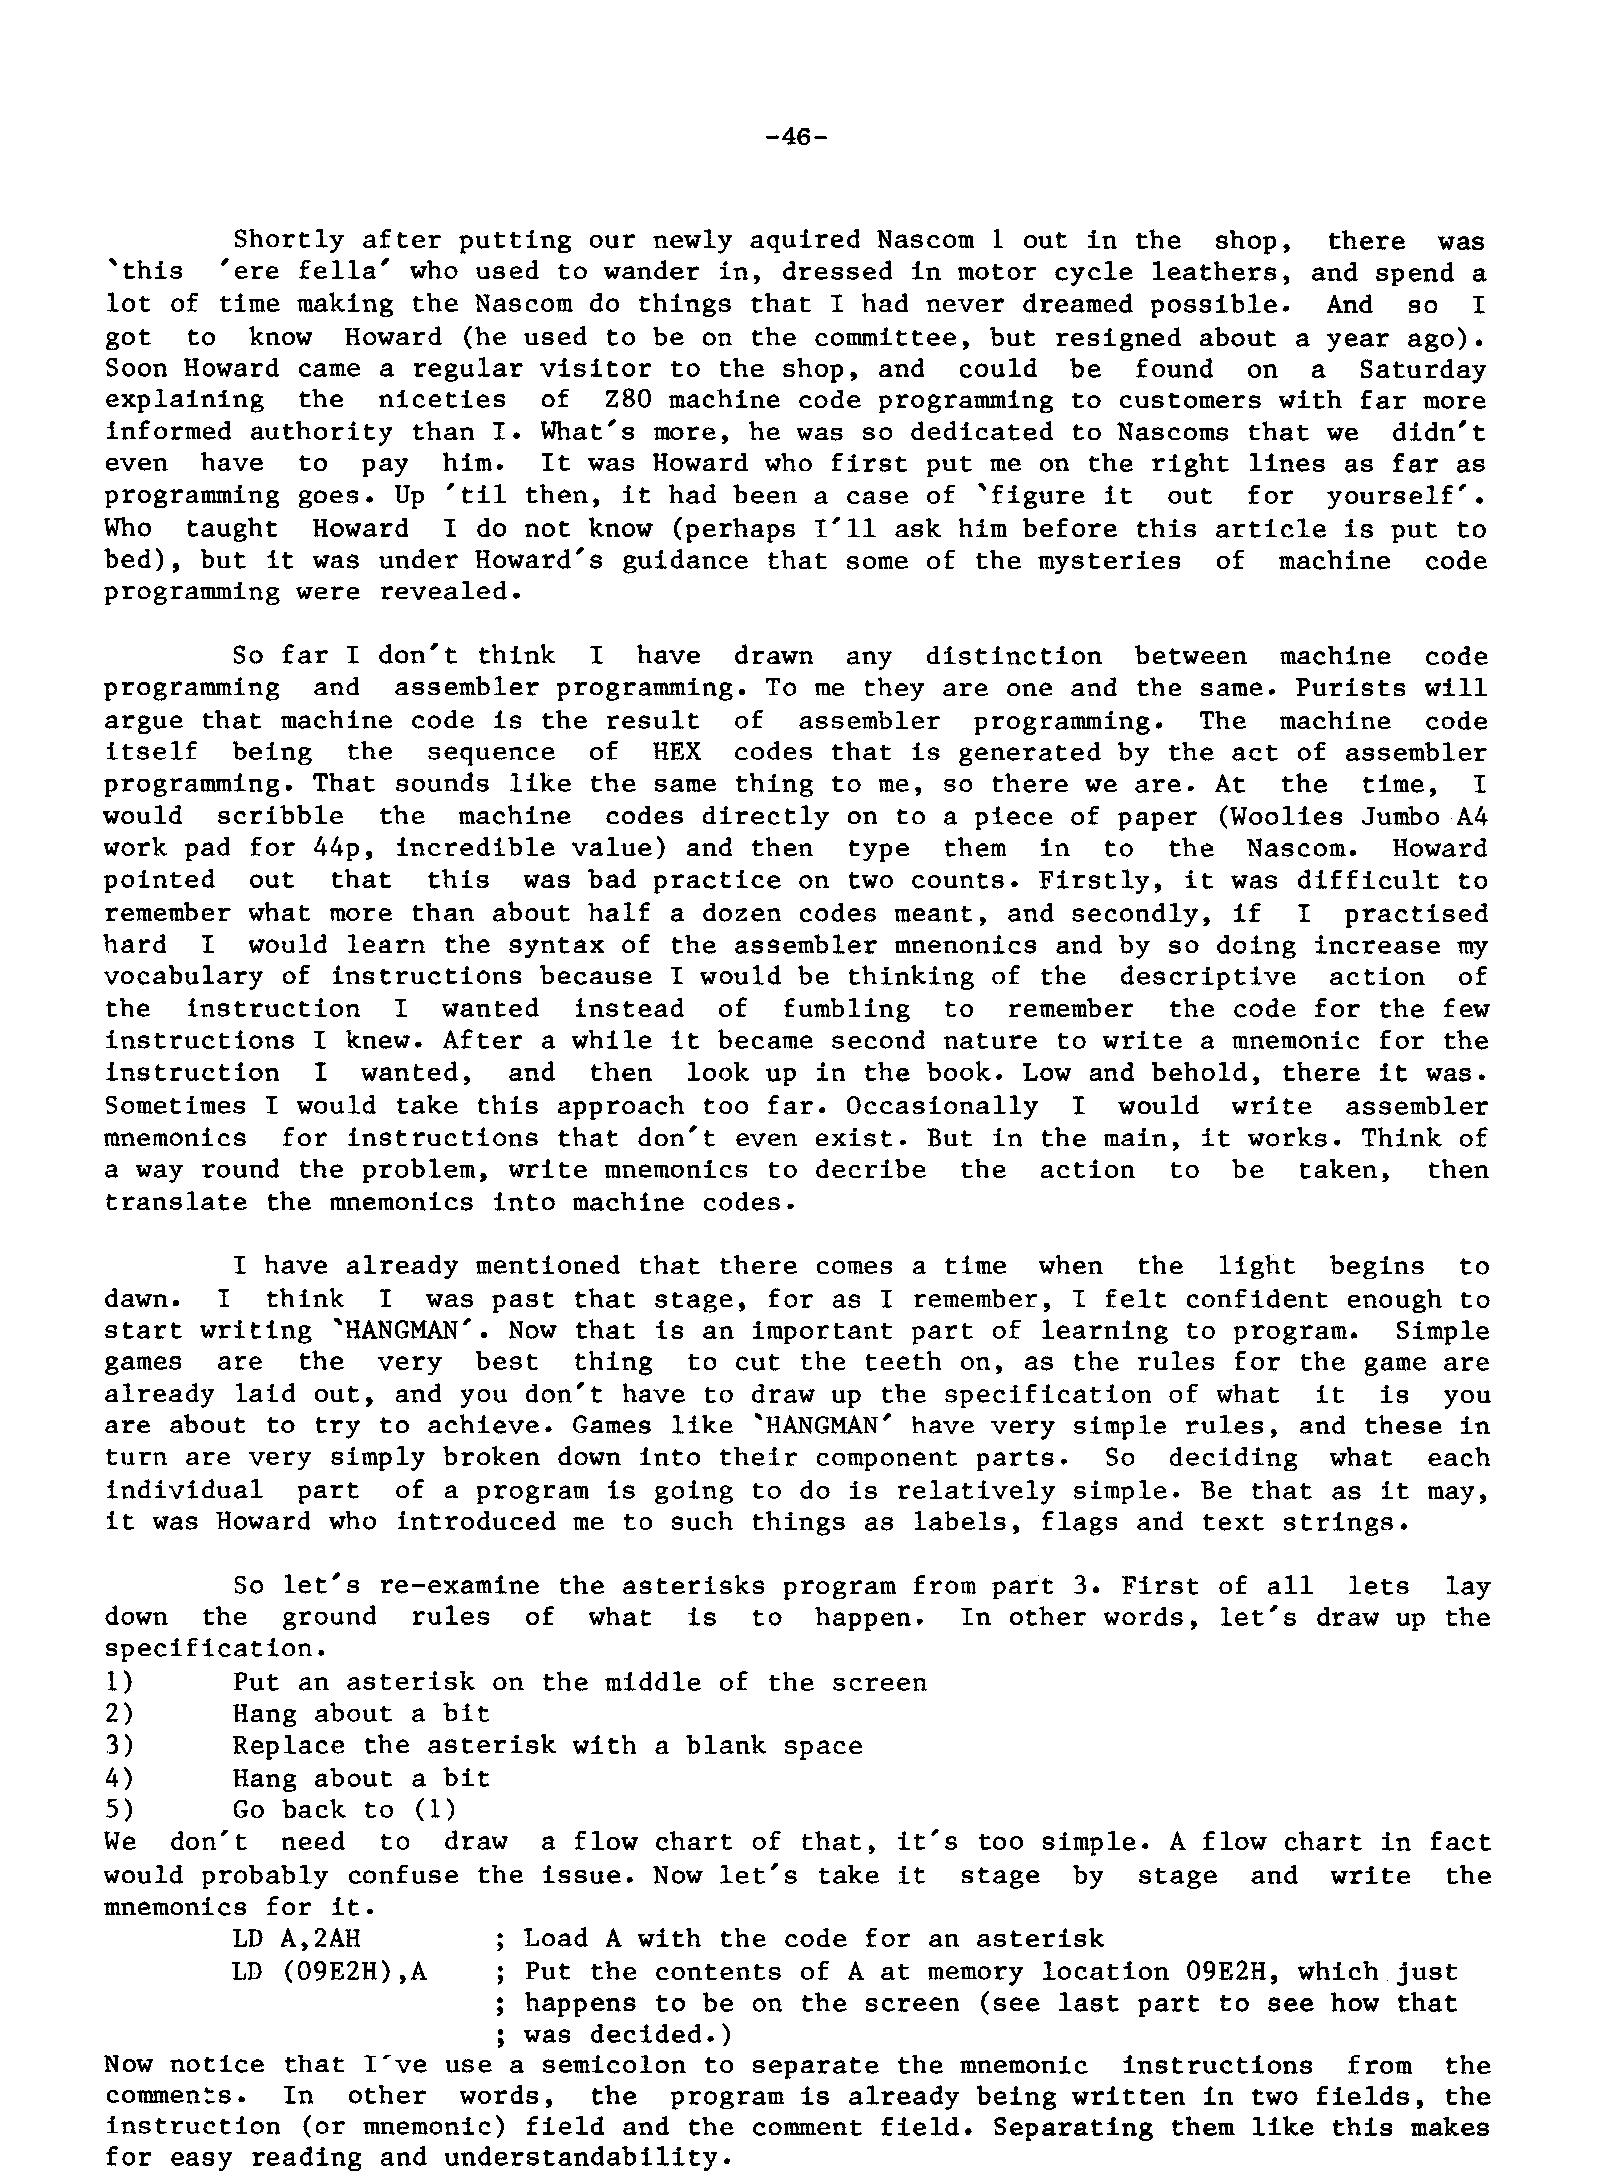 -46-
Shortly after putting our newly aquired Nascom 1 out in the shop, there was
`this 'ere fella' who used to wander in, dressed in motor cycle leathers, and spend a
lot of time making the Nascom do things that I had never dreamed possible. And so I
got to know Howard (he used to be on the committee, but resigned about a year ago).
Soon Howard came a regular visitor to the shop, and could be found on a Saturday
explaining the niceties of Z80 machine code programming to customers with far more
informed authority than I. What's more, he was so dedicated to Nascoms that we didn't
even have to pay him. It was Howard who first put me on the right lines as far as
programming goes. Up 'til then, it had been a case of `figure it out for yourself'.
Who taught Howard I do not know (perhaps I'll ask him before this article is put to
bed), but it was under Howard's guidance that some of the mysteries of machine code
programming were revealed.
So far I don't think I have drawn any distinction between machine code
programming and assembler programming. To me they are one and the same. Purists will
argue that machine code is the result of assembler programming. The machine code
itself being the sequence of HEX codes that is generated by the act of assembler
programming. That sounds like the same thing to me, so there we are. At the time, I
would scribble the machine codes directly on to a piece of paper (Woolies Jumbo A4
work pad for 44p, incredible value) and then type them in to the Nascom. Howard
pointed out that this was bad practice on two counts. Firstly, it was difficult to
remember what more than about half a dozen codes meant, and secondly, if I practised
hard I would learn the syntax of the assembler mnenonics and by so doing increase my
vocabulary of instructions because I would be thinking of the descriptive action of
the instruction I wanted instead of fumbling to remember the code for the few
instructions I knew. After a while it became second nature to write a mnemonic for the
instruction I wanted, and then look up in the book. Low and behold, there it was.
Sometimes I would take this approach too far. Occasionally I would write assembler
mnemonics for instructions that don't even exist. But in the main, it works. Think of
a way round the problem, write mnemonics to decribe the action to be taken, then
translate the mnemonics into machine codes.
I have already mentioned that there comes a time when the light begins to
dawn. I think I was past that stage, for as I remember, I felt confident enough to
start writing `HANGMAN'. Now that is an important part of learning to program. Simple
games are the very best thing to cut the teeth on, as the rules for the game are
already laid out, and you don't have to draw up the specification of what it is you
are about to try to achieve. Games like `HANGMAN' have very simple rules, and these in
turn are very simply broken down into their component parts. So deciding what each
individual part of a program is going to do is relatively simple. Be that as it may,
it was Howard who introduced me to such things as labels, flags and text strings.
So let's re-examine the asterisks program from part 3. First of all lets lay
down the ground rules of what is to happen. In other words, let's draw up the
specification.
1) Put an asterisk on the middle of the screen
2) Hang about a bit
3) Replace the asterisk with a blank space
4) Hang about a bit
5) Go back to (1)
We don't need to draw a flow chart of that, it's too simple. A flow chart in fact
would probably confuse the issue. Now let's take it stage by stage and write the
mnemonics for it.
LD A,2AH ; Load A with the code for an asterisk
LD (09E2H),A ; Put the contents of A at memory location 09E2H, which just
; happens to be on the screen (see last part to see how that
; was decided.)
Now notice that I've use a semicolon to separate the mnemonic instructions from the
comments. In other words, the program is already being written in two fields, the
instruction (or mnemonic) field and the comment field. Separating them like this makes
for easy reading and understandability.